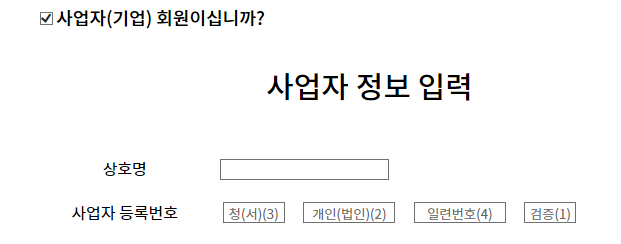 사업자(기업) 회원이십니까?
사업자 정보 입력
상호명
사업자 등록번호 청(서)(3) 개인(법인)(2) 일련번호(4) 검증(1)